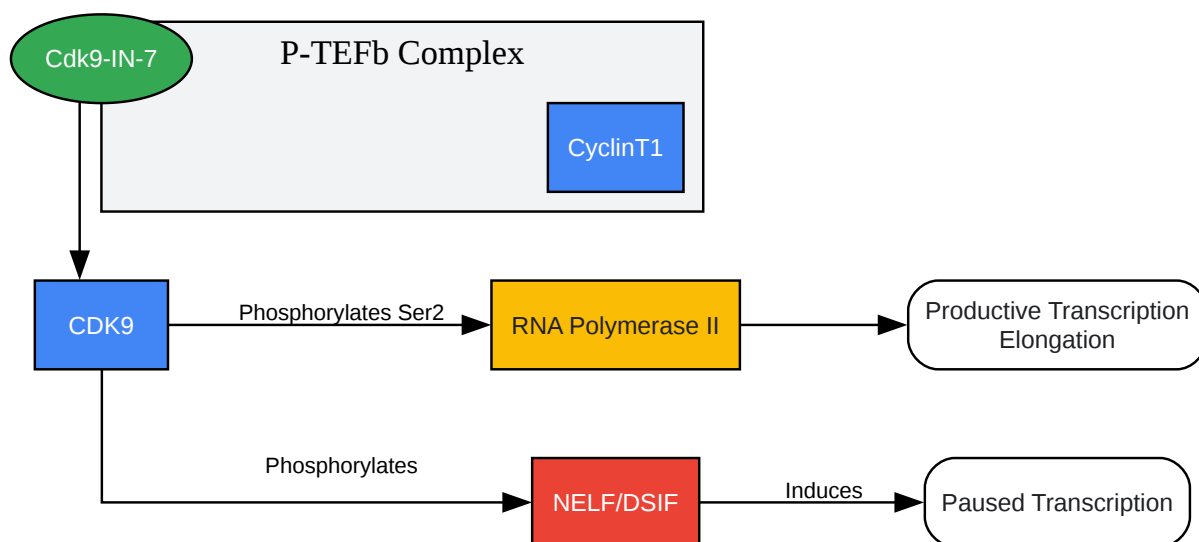 Cdk9-IN-7
P-TEFb Complex
CyclinT1
CDK9
Phosphorylates Ser2
RNA Polymerase II
Productive Transcription
Elongation
Phosphorylates
NELF/DSIF
Induces
Paused Transcription